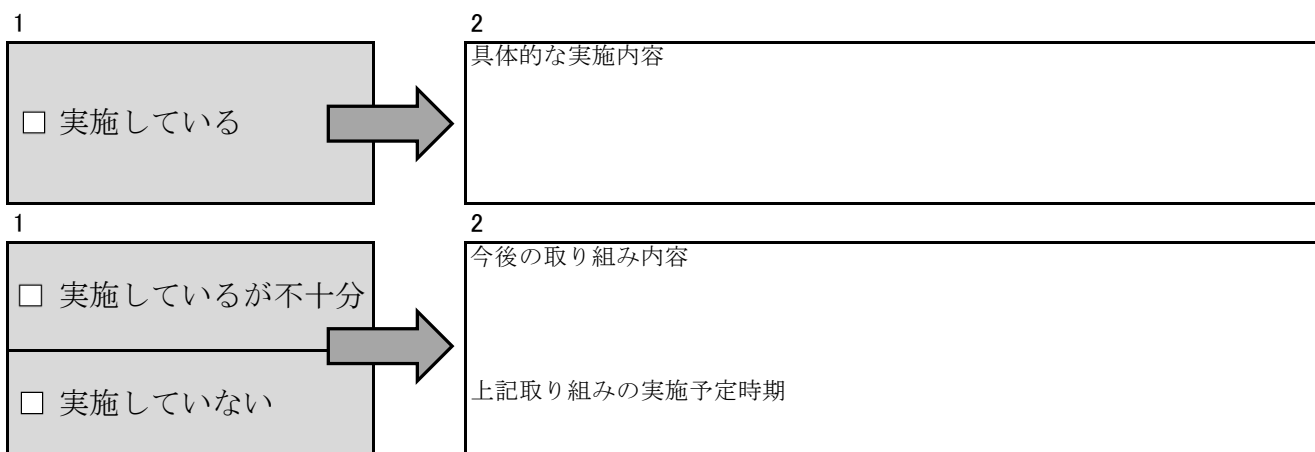 1
2
□ 実施している
具体的な実施内容
1
2
□ 実施しているが不十分
□ 実施していない
今後の取り組み内容
上記取り組みの実施予定時期